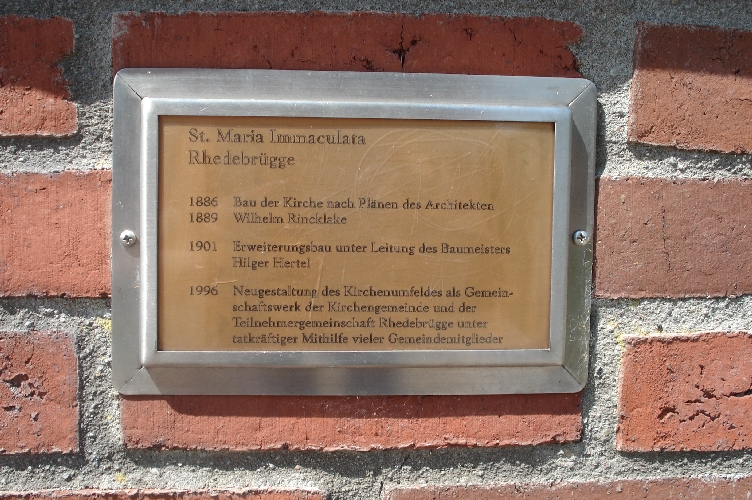 St. Maria Immaculata
Rhedebrügge
1886 Bau der Kirche nach Plänen des Architekten
1889 Wilhelm Rincklake
1901 Erweiterungsbau unter Leitung des Baumeisters
Hilger Hertel
1996 Neugestaltung des Kirchenumfeldes als Gemein-
schaftswerk der Kirchengemeinde und der
Teilnehmergemeinschaft Rhedebrügge unter
tatkräftiger Mithilfe vieler Gemeindemitglieder